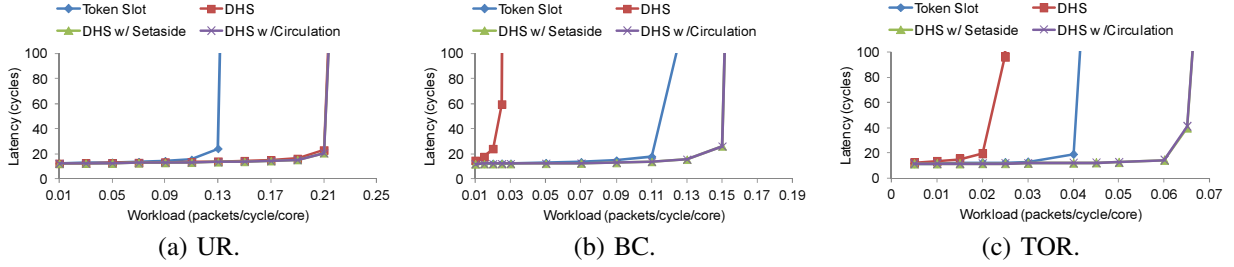 Token Slot DHS
DHS w/ Setaside DHS w /Circulation
Latency (cycles)
100
80
60
40
20
0
0.01 0.05 0.09 0.13 0.17 0.21 0.25
Workload (packets/cycle/core)
(a) UR.
Token Slot DHS
DHS w/ Setaside DHS w/Circulation
Latency (cycles)
100
80
60
40
20
0
0.01 0.03 0.05 0.07 0.09 0.11 0.13 0.15 0.17 0.19
Workload (packets/cycle/core)
(b) BC.
Token Slot DHS
DHS w/ Setaside DHS w/Circulation
Latency (cycles)
100
80
60
40
20
0
0 0.01 0.02 0.03 0.04 0.05 0.06 0.07
Workload (packets/cycle/core)
(c) TOR.